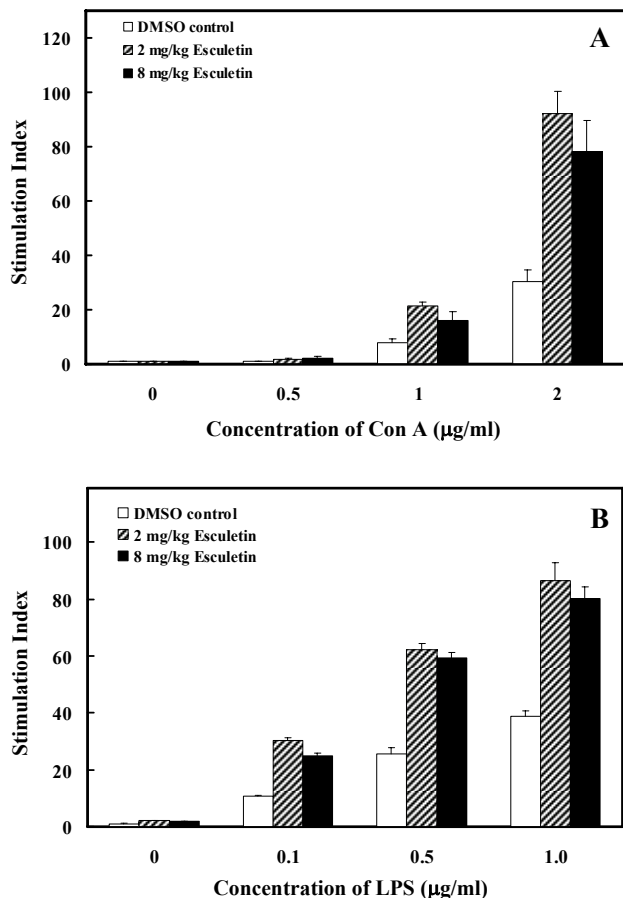 A
DMSO control
2 mg/kg Esculetin
8 mg/kg Esculetin
120
100
80
60
40
20
0
Stimulation Index
0 0.5 1 2
Concentration of Con A (μg/ml)
B
DMSO control
2 mg/kg Esculetin
8 mg/kg Esculetin
100
80
60
40
20
0
Stimulation Index
0 0.1 0.5 1.0
Concentration of LPS (μg/ml)